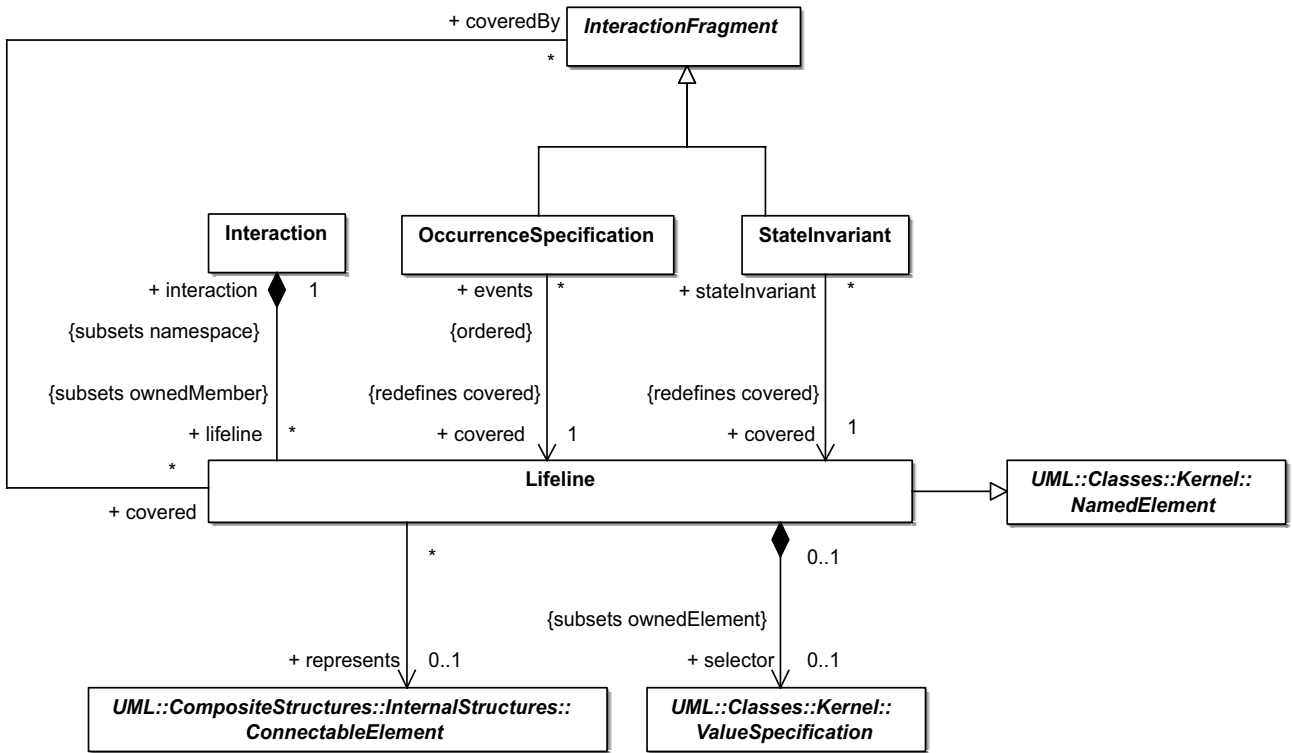 + coveredBy
InteractionFragment
*
Interaction
OccurrenceSpecification
StateInvariant
+ interaction 1
+ events *
+ stateInvariant *
{subsets namespace}
{ordered}
{subsets ownedMember}
{redefines covered}
{redefines covered}
+ lifeline *
+ covered 1
+ covered 1
*
+ covered
Lifeline
UML::Classes::Kernel::
NamedElement
*
0..1
{subsets ownedElement}
+ represents 0..1
+ selector 0..1
UML::CompositeStructures::InternalStructures::
ConnectableElement
UML::Classes::Kernel::
ValueSpecification